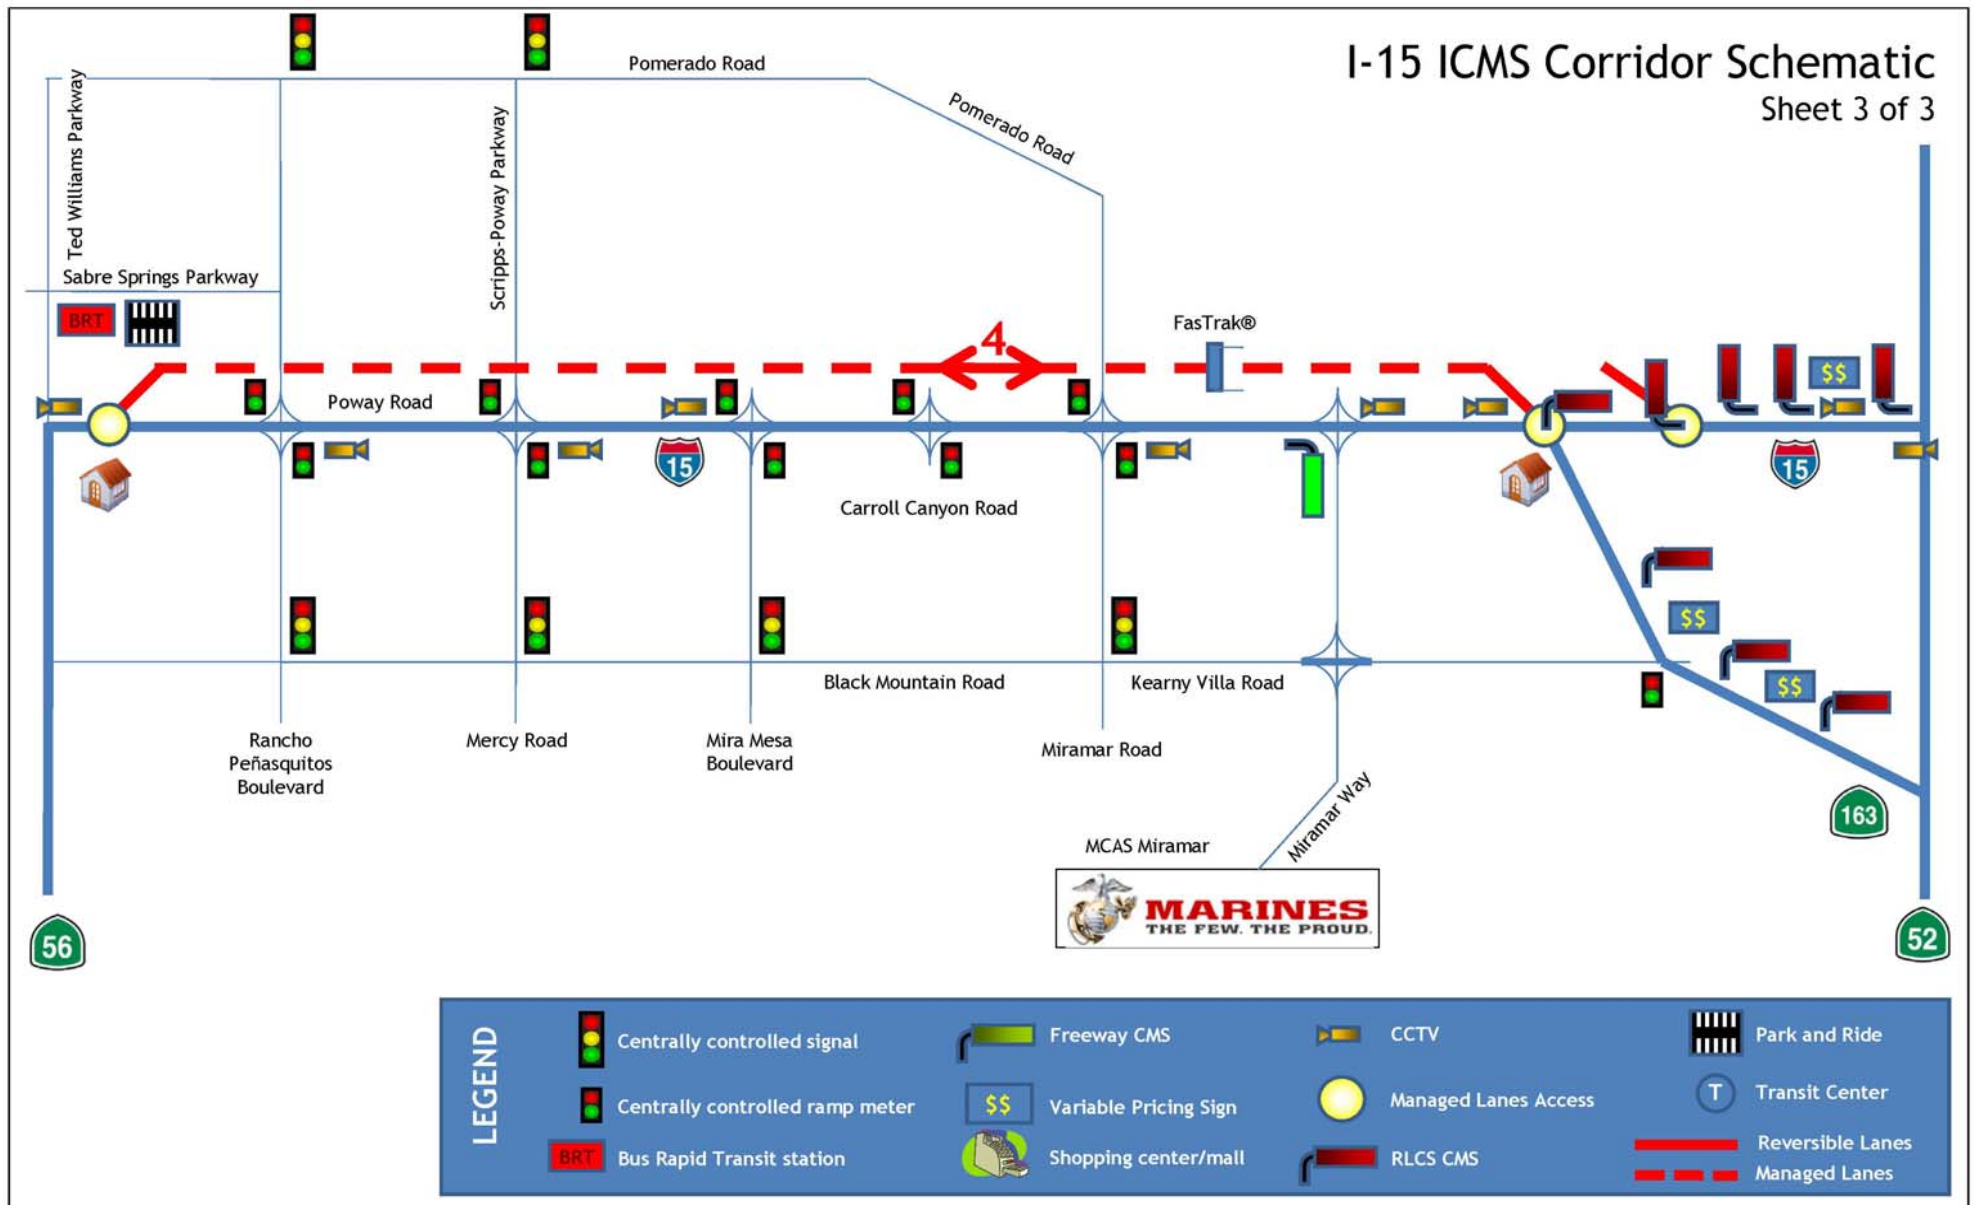 I-15 ICMS Corridor Schematic
Sheet 3 of 3
Pomerado Road
Pomerado Road
Ted Williams Parkway
Scripps-Poway Parkway
Sabre Springs Parkway
BRT
FasTrak®
4
$$
Poway Road
15
15
Carroll Canyon Road
$$
Black Mountain Road
Kearny Villa Road
$$
Rancho
Peñasquitos
Boulevard
Mercy Road
Mira Mesa
Boulevard
Miramar Road
Miramar Way
163
MCAS Miramar
MARINES
THE FEW. THE PROUD.
56
52
LEGEND
Centrally controlled signal
Freeway CMS
CCTV
Park and Ride
Centrally controlled ramp meter
$$
Variable Pricing Sign
Managed Lanes Access
T
Transit Center
BRT
Bus Rapid Transit station
Shopping center/mall
RLCS CMS
Reversible Lanes
Managed Lanes